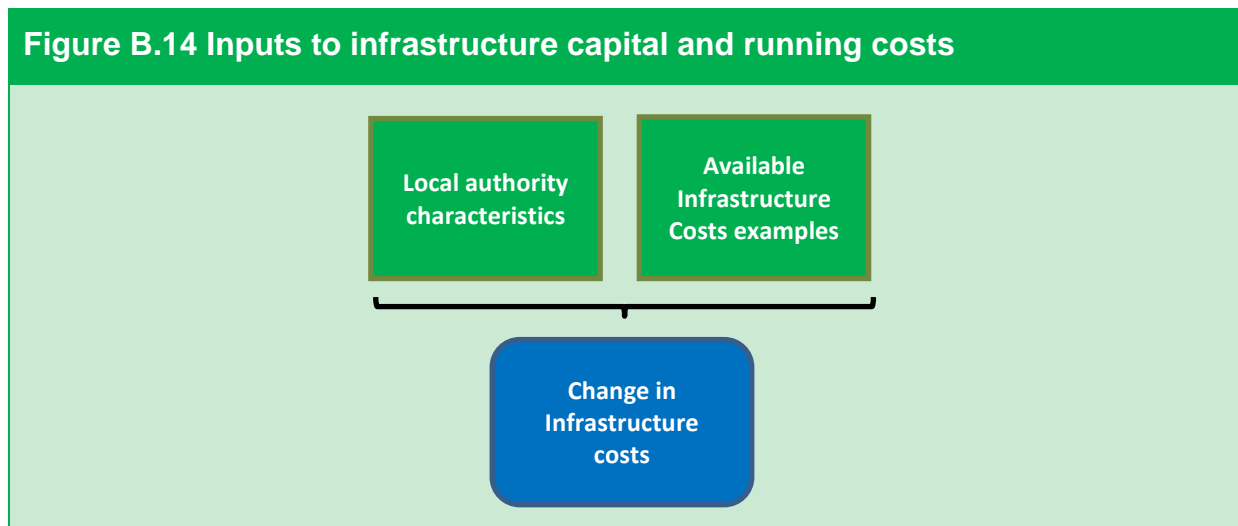 Figure B.14 Inputs to infrastructure capital and running costs
Local authority
characteristics
Available
Infrastructure
Costs examples
Change in
Infrastructure
costs